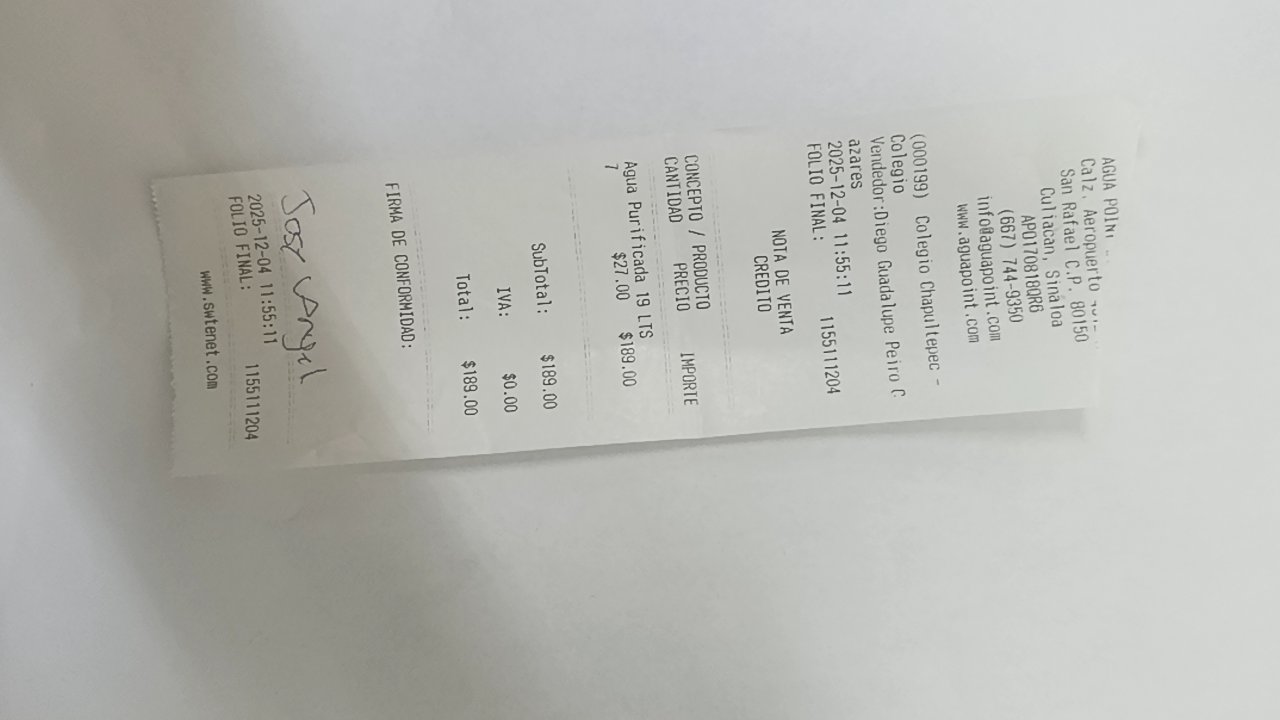 AGUA
Calz. Aeropuerto
San Rafael C.P. 80150
Culiacan, Sinaloa
APO1708180R6
(667) 744-9350
info@aguapoint.com
www.aguapoint.com
(000199) Colegio Chapultepec -
Colegio
Vendedor:Diego Guadalupe Peiro C
azares
2025-12-04 11:55:11
FOLIO FINAL: 1155111204
NOTA DE VENTA
CREDITO
CONCEPTO / PRODUCTO
CANTIDAD PRECIO IMPORTE
Agua Purificada 19 LTS
7 $27.00 $189.00
SubTotal: $189.00
IVA: $0.00
Total: $189.00
FIRMA DE CONFORMIDAD:
Jose Angel
2025-12-04 11:55:11
FOLIO FINAL: 1155111204
www.swtenet.com